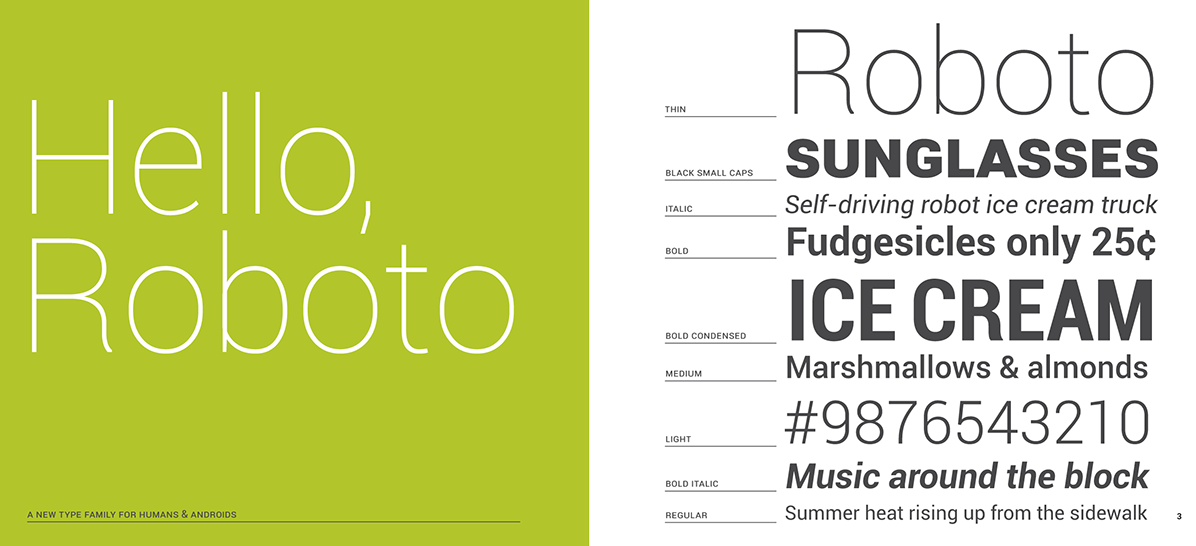 Hello,
Roboto
A NEW TYPE FAMILY FOR HUMANS & ANDROIDS
THIN
Roboto
BLACK SMALL CAPS
SUNGLASSES
ITALIC
Self-driving robot ice cream truck
BOLD
Fudgesicles only 25¢
BOLD CONDENSED
ICE CREAM
MEDIUM
Marshmallows & almonds
LIGHT
#9876543210
BOLD ITALIC
Music around the block
REGULAR
Summer heat rising up from the sidewalk
3